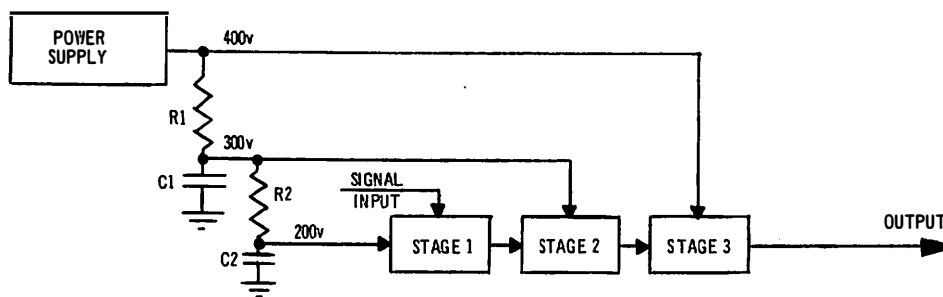 POWER
SUPPLY
400v
R1
300v
C1
R2
SIGNAL
INPUT
200v
C2
STAGE 1
STAGE 2
STAGE 3
OUTPUT